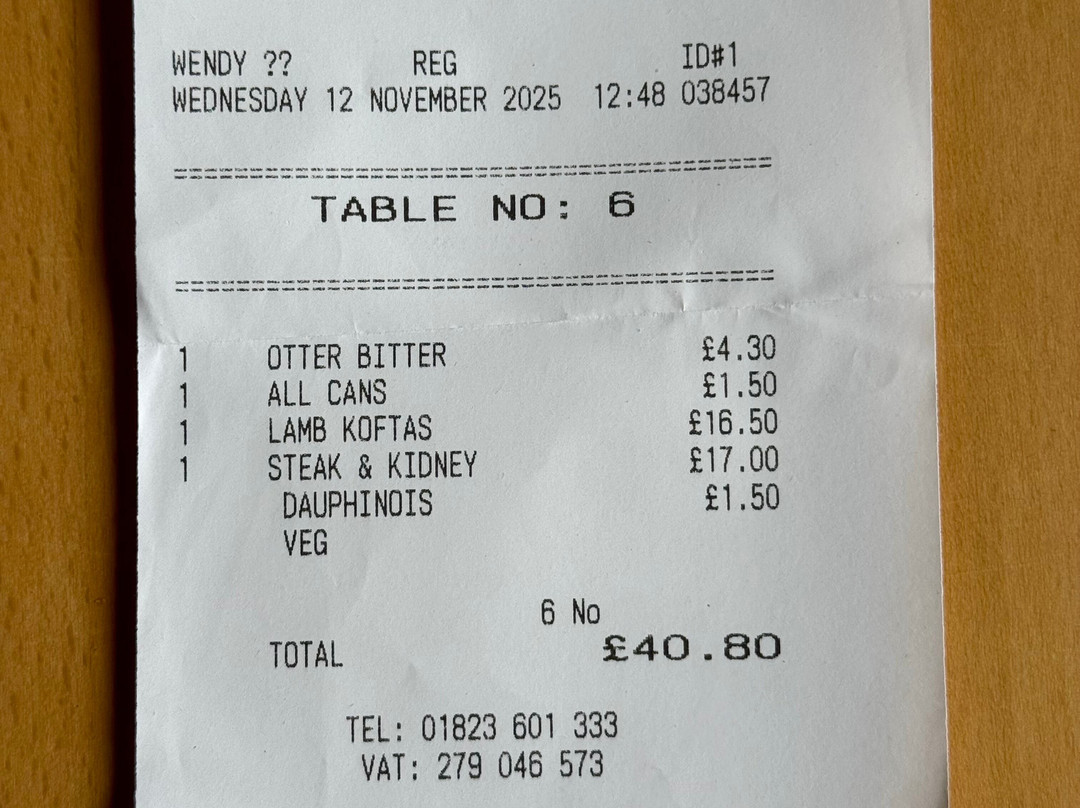 WENDY ?? REG ID#1
WEDNESDAY 12 NOVEMBER 2025 12:48 038457
TABLE NO: 6
1 OTTER BITTER £4.30
1 ALL CANS £1.50
1 LAMB KOFTAS £16.50
1 STEAK & KIDNEY £17.00
DAUPHINOIS £1.50
VEG
6 No
TOTAL £40.80
TEL: 01823 601 333
VAT: 279 046 573